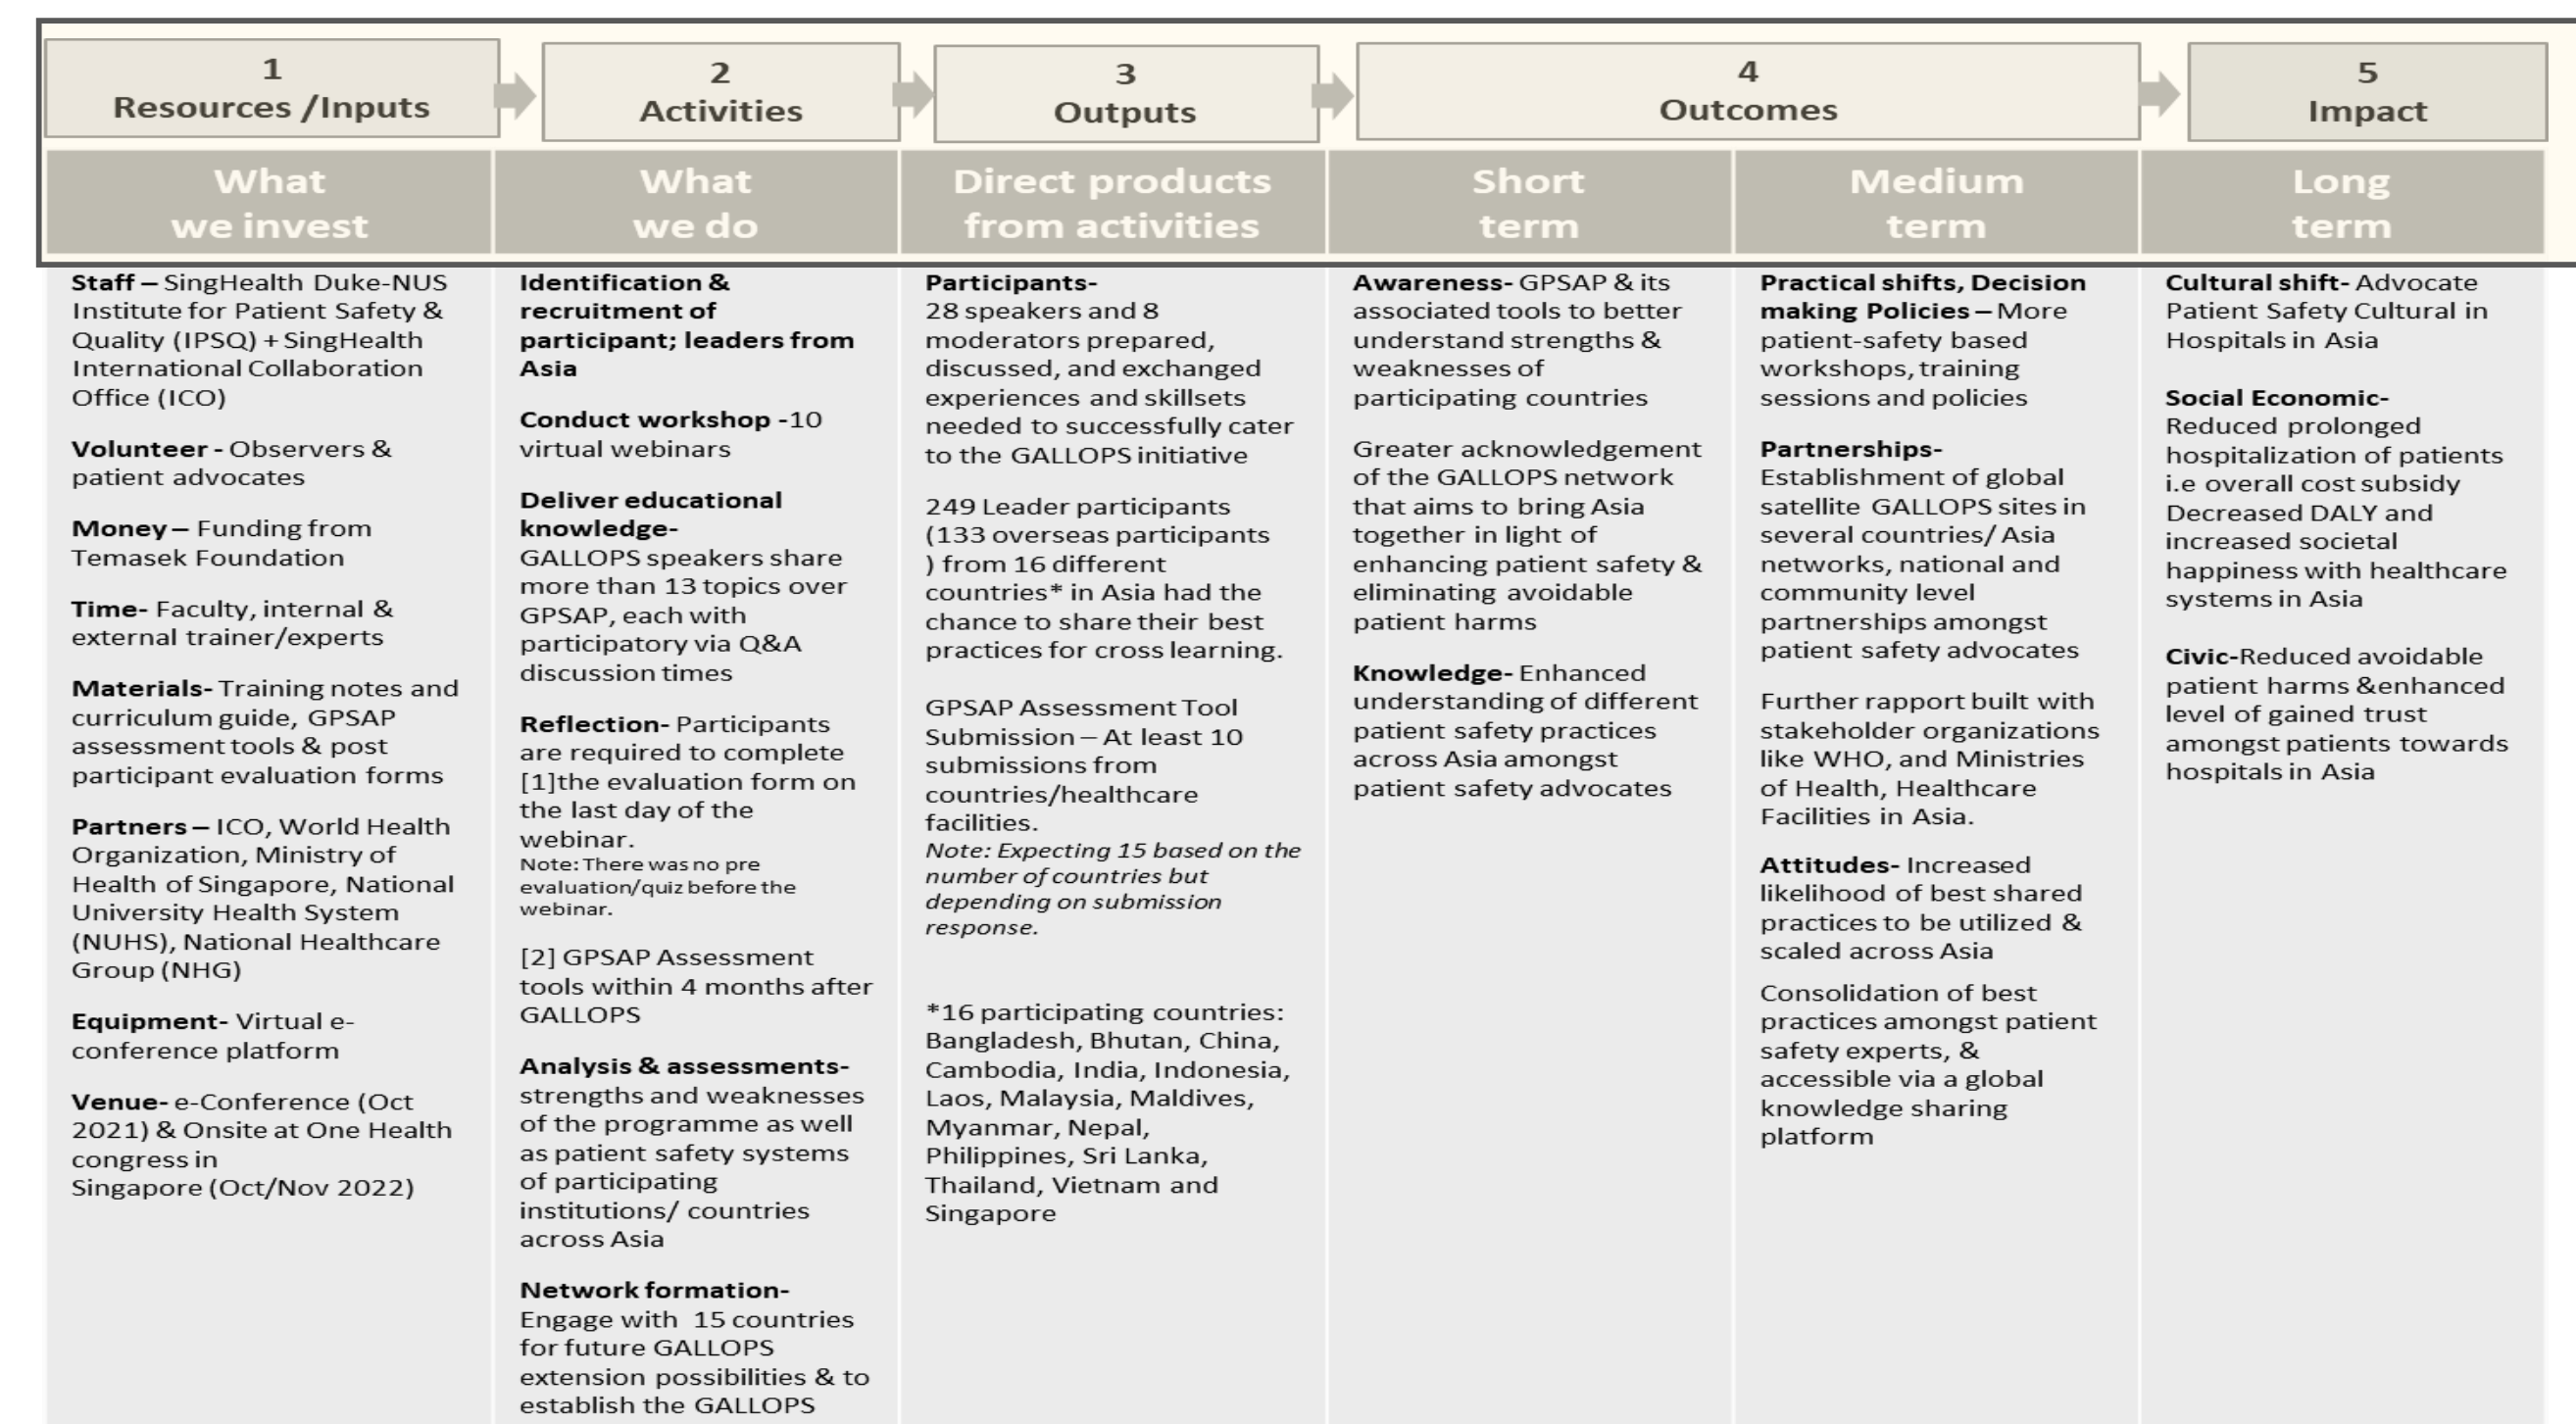 1
Resources /Inputs
2
Activities
3
Outputs
4
Outcomes
5
Impact
What
we invest
What
we do
Direct products
from activities
Short
term
Medium
term
Long
term
Staff – SingHealth Duke-NUS
Institute for Patient Safety &
Quality (IPSQ) + SingHealth
International Collaboration
Office (ICO)
Volunteer - Observers &
patient advocates
Money – Funding from
Temasek Foundation
Time- Faculty, internal &
external trainer/experts
Materials- Training notes and
curriculum guide, GPSAP
assessment tools & post
participant evaluation forms
Partners – ICO, World Health
Organization, Ministry of
Health of Singapore, National
University Health System
(NUHS), National Healthcare
Group (NHG)
Equipment- Virtual e-
conference platform
Venue- e-Conference (Oct
2021) & Onsite at One Health
congress in
Singapore (Oct/Nov 2022)
Identification &
recruitment of
participant; leaders from
Asia
Conduct workshop -10
virtual webinars
Deliver educational
knowledge-
GALLOPS speakers share
more than 13 topics over
GPSAP, each with
participatory via Q&A
discussion times
Reflection- Participants
are required to complete
[1]the evaluation form on
the last day of the
webinar.
Note: There was no pre
evaluation/quiz before the
webinar.
[2] GPSAP Assessment
tools within 4 months after
GALLOPS
Analysis & assessments-
strengths and weaknesses
of the programme as well
as patient safety systems
of participating
institutions/ countries
across Asia
Network formation-
Engage with 15 countries
for future GALLOPS
extension possibilities & to
establish the GALLOPS
Participants-
28 speakers and 8
moderators prepared,
discussed, and exchanged
experiences and skillsets
needed to successfully cater
to the GALLOPS initiative
249 Leader participants
(133 overseas participants
) from 16 different
countries* in Asia had the
chance to share their best
practices for cross learning.
GPSAP Assessment Tool
Submission – At least 10
submissions from
countries/healthcare
facilities.
Note: Expecting 15 based on the
number of countries but
depending on submission
response.
*16 participating countries:
Bangladesh, Bhutan, China,
Cambodia, India, Indonesia,
Laos, Malaysia, Maldives,
Myanmar, Nepal,
Philippines, Sri Lanka,
Thailand, Vietnam and
Singapore
Awareness- GPSAP & its
associated tools to better
understand strengths &
weaknesses of
participating countries
Greater acknowledgement
of the GALLOPS network
that aims to bring Asia
together in light of
enhancing patient safety &
eliminating avoidable
patient harms
Knowledge- Enhanced
understanding of different
patient safety practices
across Asia amongst
patient safety advocates
Practical shifts, Decision
making Policies – More
patient-safety based
workshops, training
sessions and policies
Partnerships-
Establishment of global
satellite GALLOPS sites in
several countries/ Asia
networks, national and
community level
partnerships amongst
patient safety advocates
Further rapport built with
stakeholder organizations
like WHO, and Ministries
of Health, Healthcare
Facilities in Asia.
Attitudes- Increased
likelihood of best shared
practices to be utilized &
scaled across Asia
Consolidation of best
practices amongst patient
safety experts, &
accessible via a global
knowledge sharing
platform
Cultural shift- Advocate
Patient Safety Cultural in
Hospitals in Asia
Social Economic-
Reduced prolonged
hospitalization of patients
i.e overall cost subsidy
Decreased DALY and
increased societal
happiness with healthcare
systems in Asia
Civic-Reduced avoidable
patient harms &enhanced
level of gained trust
amongst patients towards
hospitals in Asia